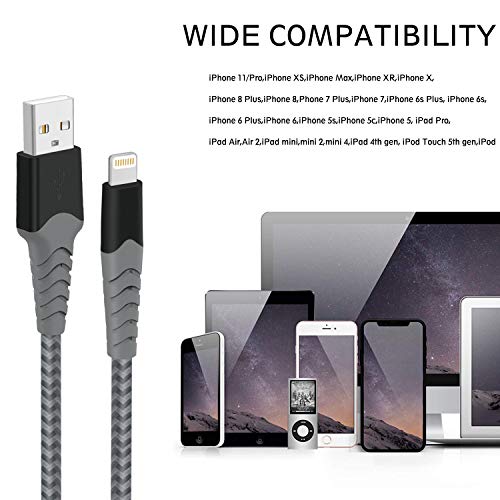 WIDE COMPATIBILITY
iPhone 11/Pro,iPhone XS,iPhone Max,iPhone XR,iPhone X,
iPhone 8 Plus,iPhone 8,Phone 7 Plus,iPhone 7,iPhone 6s Plus, iPhone 6s,
iPhone 6 Plus,iPhone 6,iPhone 5s,iPhone 5c,iPhone 5, iPad Pro,
iPad Air,Air 2,iPad mini,mini 2,mini 4,iPad 4th gen, iPod Touch 5th gen,iPod